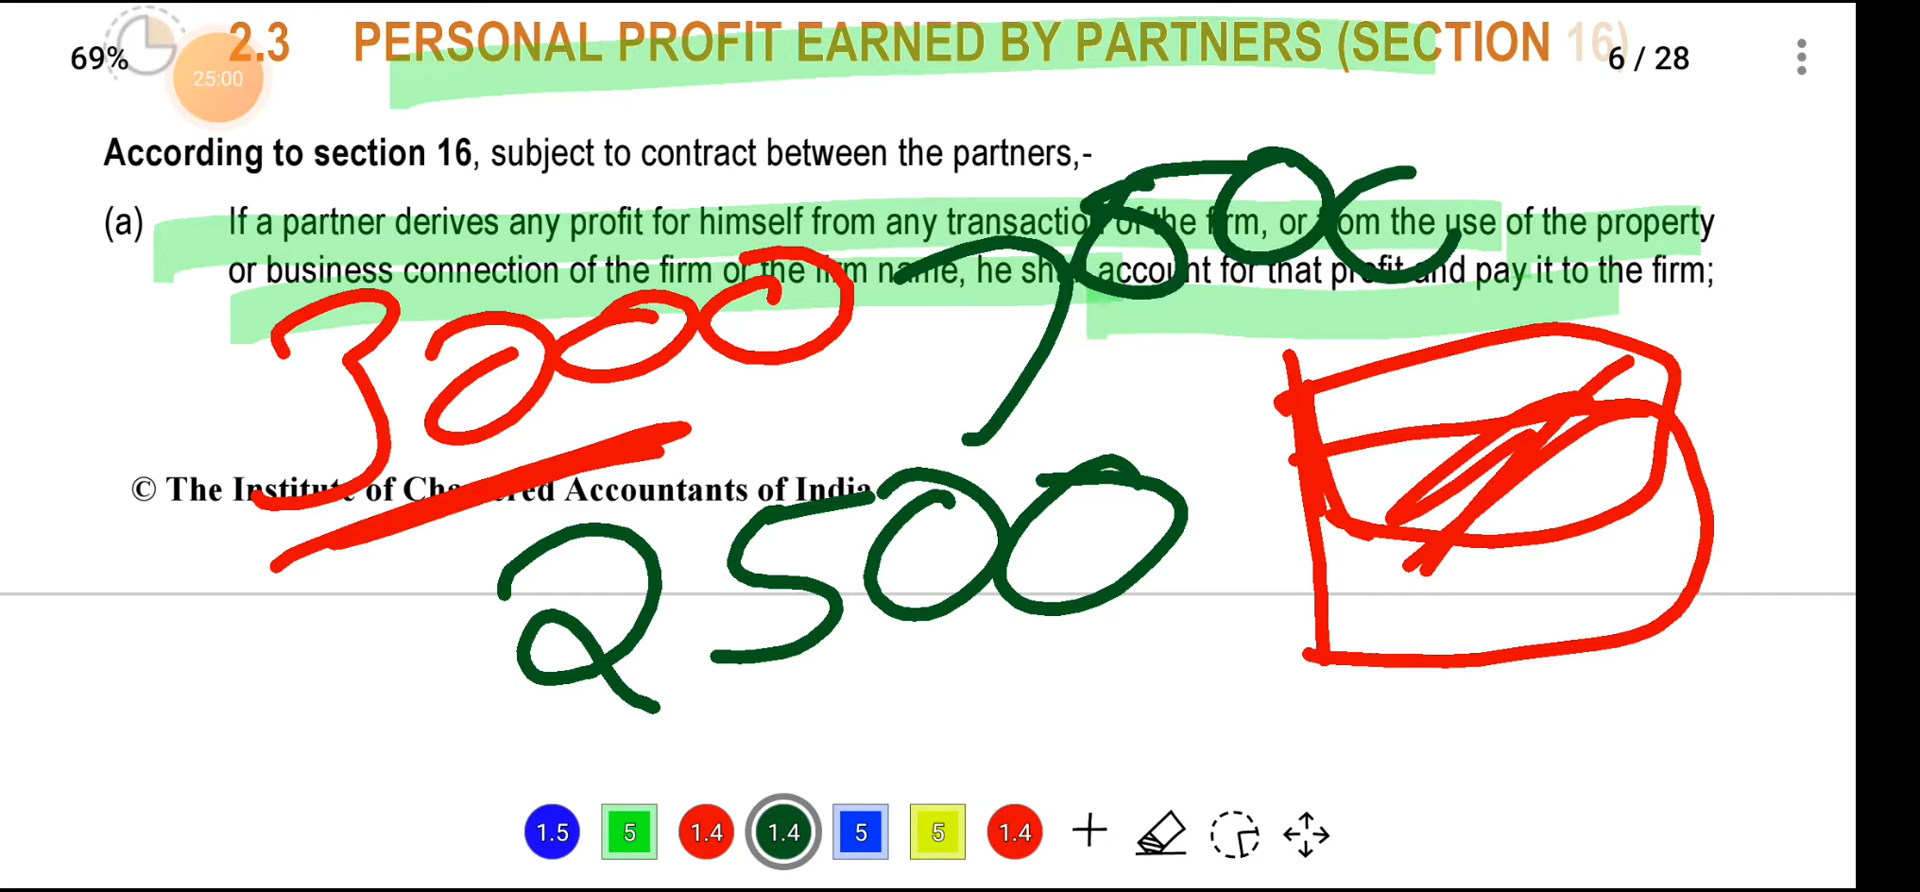 2.3 PERSONAL PROFIT EARNED BY PARTNERS (SECTION 16)
69%
25:00
6 / 28
According to section 16, subject to contract between the partners,-
(a) If a partner derives any profit for himself from any transaction of the firm, or from the use of the property
or business connection of the firm or the firm name, he shall account for that profit and pay it to the firm;
3000
© The Institute of Chartered Accountants of India
2500
1.5 5 1.4 1.4 5 5 1.4